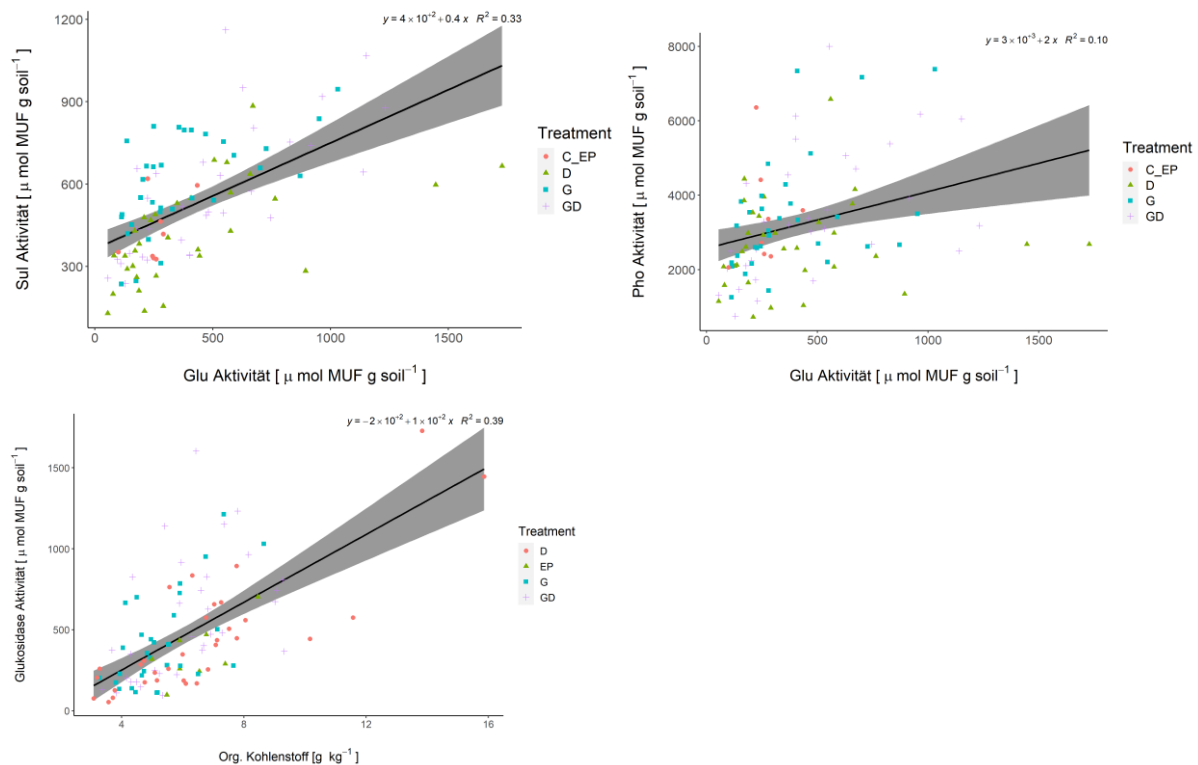 y = 4 × 10⁺² + 0.4 x R² = 0.33
1200
900
600
300
Sul Aktivität [ μ mol MUF g soil⁻¹ ]
0 500 1000 1500
Glu Aktivität [ μ mol MUF g soil⁻¹ ]
Treatment
C_EP
D
G
GD
y = 3 × 10⁺³ + 2 x R² = 0.10
8000
6000
4000
2000
Pho Aktivität [ μ mol MUF g soil⁻¹ ]
0 500 1000 1500
Glu Aktivität [ μ mol MUF g soil⁻¹ ]
Treatment
C_EP
D
G
GD
y = − 2 × 10⁺² + 1 × 10⁺² x R² = 0.39
1500
1000
500
0
Glukosidase Aktivität [ μ mol MUF g soil⁻¹ ]
4 8 12 16
Org. Kohlenstoff [g kg⁻¹ ]
Treatment
D
EP
G
GD